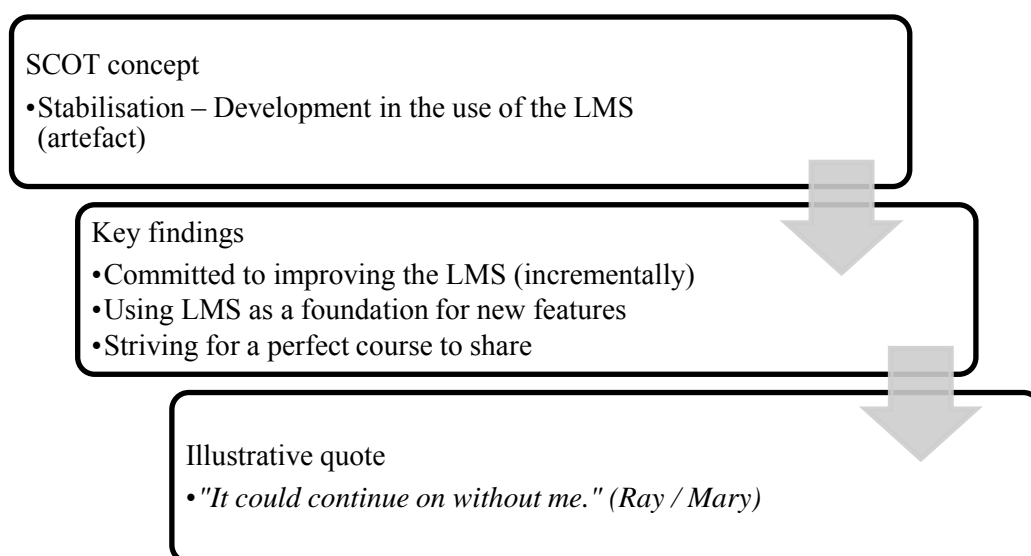 SCOT concept
•Stabilisation – Development in the use of the LMS
(artefact)
Key findings
•Committed to improving the LMS (incrementally)
•Using LMS as a foundation for new features
•Striving for a perfect course to share
Illustrative quote
•"It could continue on without me." (Ray / Mary)